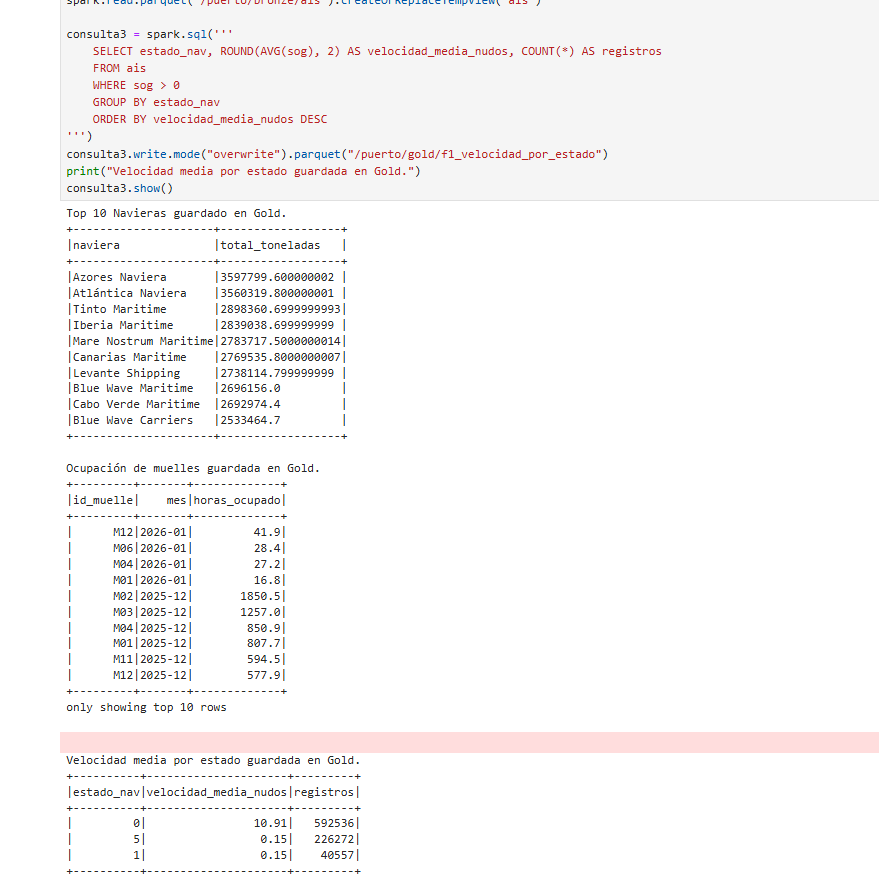 spark.read.parquet("/puerto/bronze/ais").createOrReplaceTempView("ais")
consulta3 = spark.sql('''
    SELECT estado_nav, ROUND(AVG(sog), 2) AS velocidad_media_nudos, COUNT(*) AS registros
    FROM ais
    WHERE sog > 0
    GROUP BY estado_nav
    ORDER BY velocidad_media_nudos DESC
''')
consulta3.write.mode("overwrite").parquet("/puerto/gold/f1_velocidad_por_estado")
print("Velocidad media por estado guardada en Gold.")
consulta3.show()
Top 10 Navieras guardado en Gold.
+---------------------+------------------+
|naviera              |total_toneladas   |
+---------------------+------------------+
|Azores Naviera       |3597799.600000002 |
|Atlántica Naviera    |3560319.800000001 |
|Tinto Maritime       |2898360.6999999993|
|Iberia Maritime      |2839038.699999999 |
|Mare Nostrum Maritime|2783717.5000000014|
|Canarias Maritime    |2769535.8000000007|
|Levante Shipping     |2738114.799999999 |
|Blue Wave Maritime   |2696156.0         |
|Cabo Verde Maritime  |2692974.4         |
|Blue Wave Carriers   |2533464.7         |
+---------------------+------------------+
Ocupación de muelles guardada en Gold.
+---------+-------+-------------+
|id_muelle|    mes|horas_ocupado|
+---------+-------+-------------+
|      M12|2026-01|         41.9|
|      M06|2026-01|         28.4|
|      M04|2026-01|         27.2|
|      M01|2026-01|         16.8|
|      M02|2025-12|       1850.5|
|      M03|2025-12|       1257.0|
|      M04|2025-12|        850.9|
|      M01|2025-12|        807.7|
|      M11|2025-12|        594.5|
|      M12|2025-12|        577.9|
+---------+-------+-------------+
only showing top 10 rows
Velocidad media por estado guardada en Gold.
+----------+---------------------+---------+
|estado_nav|velocidad_media_nudos|registros|
+----------+---------------------+---------+
|         0|                10.91|   592536|
|         5|                 0.15|   226272|
|         1|                 0.15|    40557|
+----------+---------------------+---------+